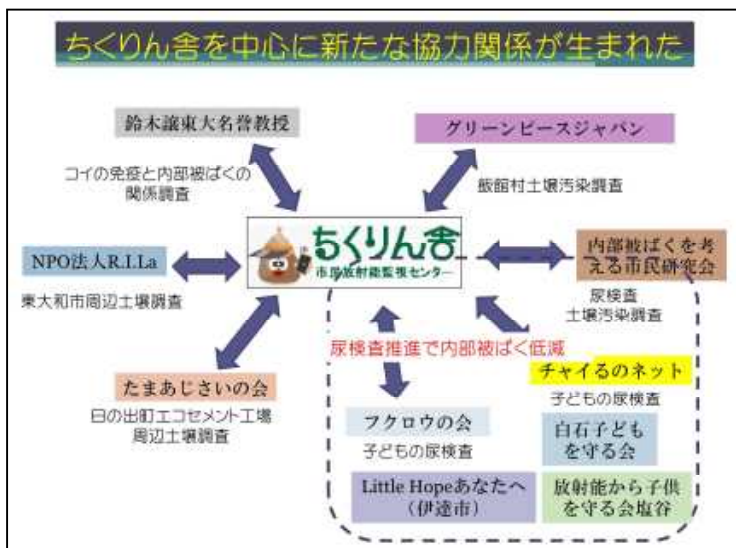 ちくりん舎を中心に新たな協力関係が生まれた
鈴木譲東大名誉教授
グリーンピースジャパン
コイの免疫と内部被ばくの
関係調査
飯館村土壌汚染調査
ちくりん舎
市民放射能監視センター
NPO法人R.I.La
内部被ばくを考
える市民研究会
東大和市周辺土壌調査
尿検査
土壌汚染調査
尿検査推進で内部被ばく低減
たまあじさいの会
チャイるのネット
日の出町エコセメント工場
周辺土壌調査
子どもの尿検査
フクロウの会
白石子ども
を守る会
子どもの尿検査
Little Hopeあなたへ
（伊達市）
放射能から子供
を守る会塩谷